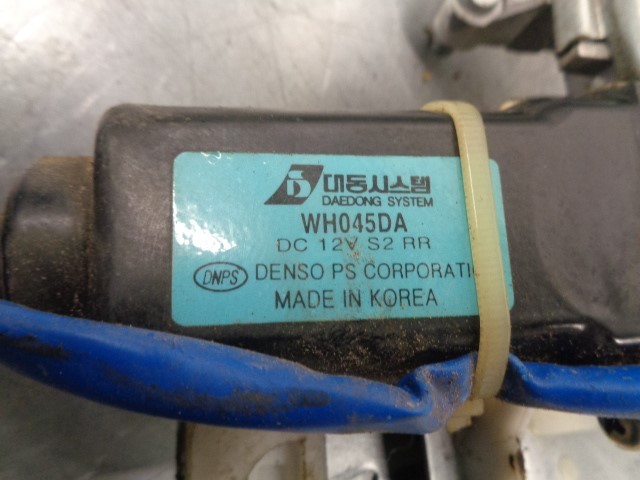 대동시스템
DAEDONG SYSTEM
WH045DA
DC 12V S2 RR
DNPS DENSO PS CORPORATI
MADE IN KOREA